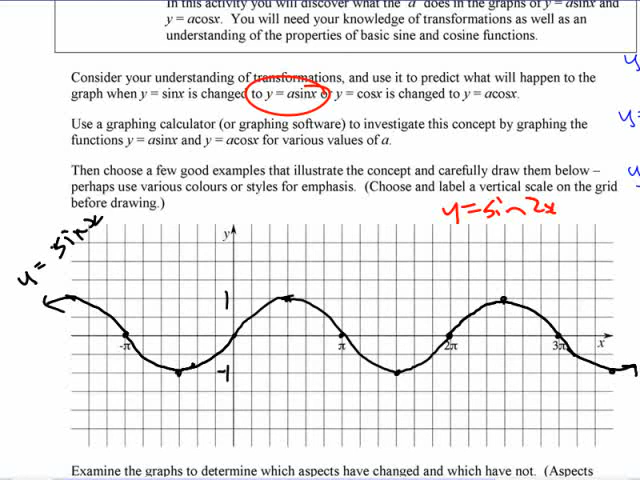 In this activity you will discover what the "a" does in the graphs of y = asinx and
y = acosx. You will need your knowledge of transformations as well as an
understanding of the properties of basic sine and cosine functions.
Consider your understanding of transformations, and use it to predict what will happen to the
graph when y = sinx is changed to y = asinx or y = cosx is changed to y = acosx.
Use a graphing calculator (or graphing software) to investigate this concept by graphing the
functions y = asinx and y = acosx for various values of a.
Then choose a few good examples that illustrate the concept and carefully draw them below –
perhaps use various colours or styles for emphasis. (Choose and label a vertical scale on the grid
before drawing.)
y=sin2x
y = sinx
y
1
-π π 2π 3π x
-1
Examine the graphs to determine which aspects have changed and which have not. (Aspects